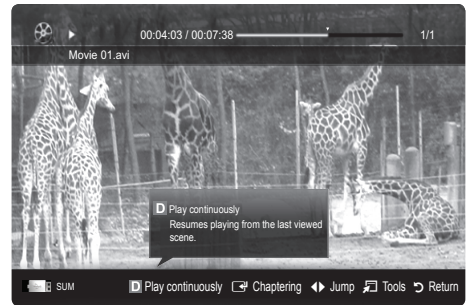 00:04:03 / 00:07:38 1/1
Movie 01.avi
D Play continuously
Resumes playing from the last viewed
scene.
SUM D Play continuously Chaptering Jump Tools Return